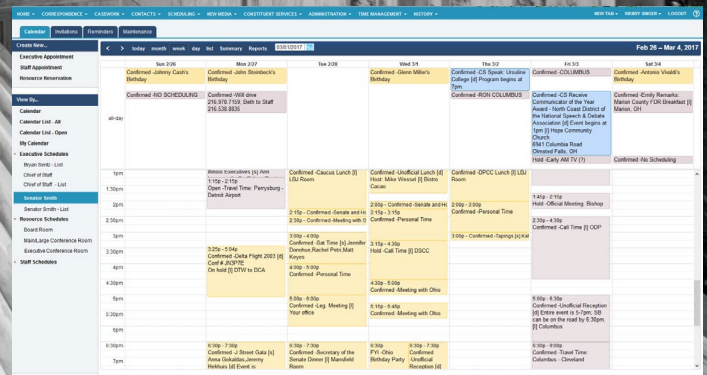 HOME CORRESPONDENCE CASEWORK CONTACTS SCHEDULING NEW MEDIA CONSTITUENT SERVICES ADMINISTRATION TIME MANAGEMENT HISTORY NEW TAB WENDY SINGER LOGOUT
Calendar Invitations Reminders Maintenance
Create New...
Executive Appointment
Staff Appointment
Resource Reservation
View By...
Calendar
Calendar List - All
Calendar List - Open
My Calendar
Executive Schedules
Bryan Bentz - List
Chief of Staff
Chief of Staff - List
Senator Smith
Senator Smith - List
Resource Schedules
Board Room
Main/Large Conference Room
Executive Conference Room
Staff Schedules
< > today month week day list Summary Reports 03/01/2017
Feb 26 – Mar 4, 2017
Sun 2/26 Mon 2/27 Tue 2/28 Wed 3/1 Thu 3/2 Fri 3/3 Sat 3/4
all-day
Confirmed -Johnny Cash's
Birthday
Confirmed -NO SCHEDULING
Confirmed -John Steinbeck's
Birthday
Confirmed -Will drive
216.978.7159; Beth to Staff
216.538.8835
Confirmed -Glenn Miller's
Birthday
Confirmed -CS Speak: Ursuline
College [d] Program begins at
7pm.
Confirmed -RON COLUMBUS
Confirmed -COLUMBUS
Confirmed -CS Receive
Communicator of the Year
Award - North Coast District of
the National Speech & Debate
Association [d] Event begins at
1pm [l] Hope Community
Church
6941 Columbia Road
Olmsted Falls, OH
Hold -Early AM TV (?)
Confirmed -Antonio Vivaldi's
Birthday
Confirmed -Emily Remarks:
Marion County FDR Breakfast [l]
Marion, OH
Confirmed -No Scheduling
1pm
1:30pm
2pm
2:30pm
3pm
3:30pm
4pm
4:30pm
5pm
5:30pm
6pm
6:30pm
7pm
Illinois Executives [s] Ann
1:15p - 2:15p
Open -Travel Time: Perrysburg -
Detroit Airport
3:25p - 5:04p
Confirmed -Delta Flight 2003 [d]
Conf # JN3P7E
On hold [l] DTW to DCA
6:30p - 7:30p
Confirmed -J Street Gala [s]
Anna Gokaldas,Jeremy
Hekhuis [d] Event is
Confirmed -Caucus Lunch [l]
LBJ Room
2:15p - Confirmed -Senate and Ho
2:30p - Confirmed -Meeting with O
3:00p - 4:00p
Confirmed -Sat Time [s] Jennifer
Donohue,Rachel Petri,Matt
Keyes
4:00p - 5:00p
Confirmed -Personal Time
5:00p - 6:00p
Confirmed -Leg. Meeting [l]
Your office
6:30p - 7:30p
Confirmed -Secretary of the
Senate Dinner [l] Mansfield
Room
Confirmed -Unofficial Lunch [d]
Host: Mike Wessel [l] Bistro
Cacao
2:00p - Confirmed -Senate and Ho
2:15p - 3:15p
Confirmed -Personal Time
3:15p - 4:30p
Hold -Call Time [l] DSCC
4:30p - 5:00p
Confirmed -Meeting with Ohio
5:15p - 5:45p
Confirmed -Meeting with Ohio
6:30p
FYI -Ohio
Birthday Party
6:30p - 7:30p
Confirmed
-Unofficial
Reception [d]
Confirmed -DPCC Lunch [l] LBJ
Room
2:00p - 3:00p
Confirmed -Personal Time
3:00p - Confirmed -Tapings [s] Kat
1:45p - 2:15p
Hold -Official Meeting: Bishop
2:30p - 4:30p
Confirmed -Call Time [l] ODP
5:00p - 6:30p
Confirmed -Unofficial Reception
[d] Entire event is 5-7pm; SB
can be on the road by 6:30pm.
[l] Columbus
6:30p - 9:00p
Confirmed -Travel Time:
Columbus - Cleveland